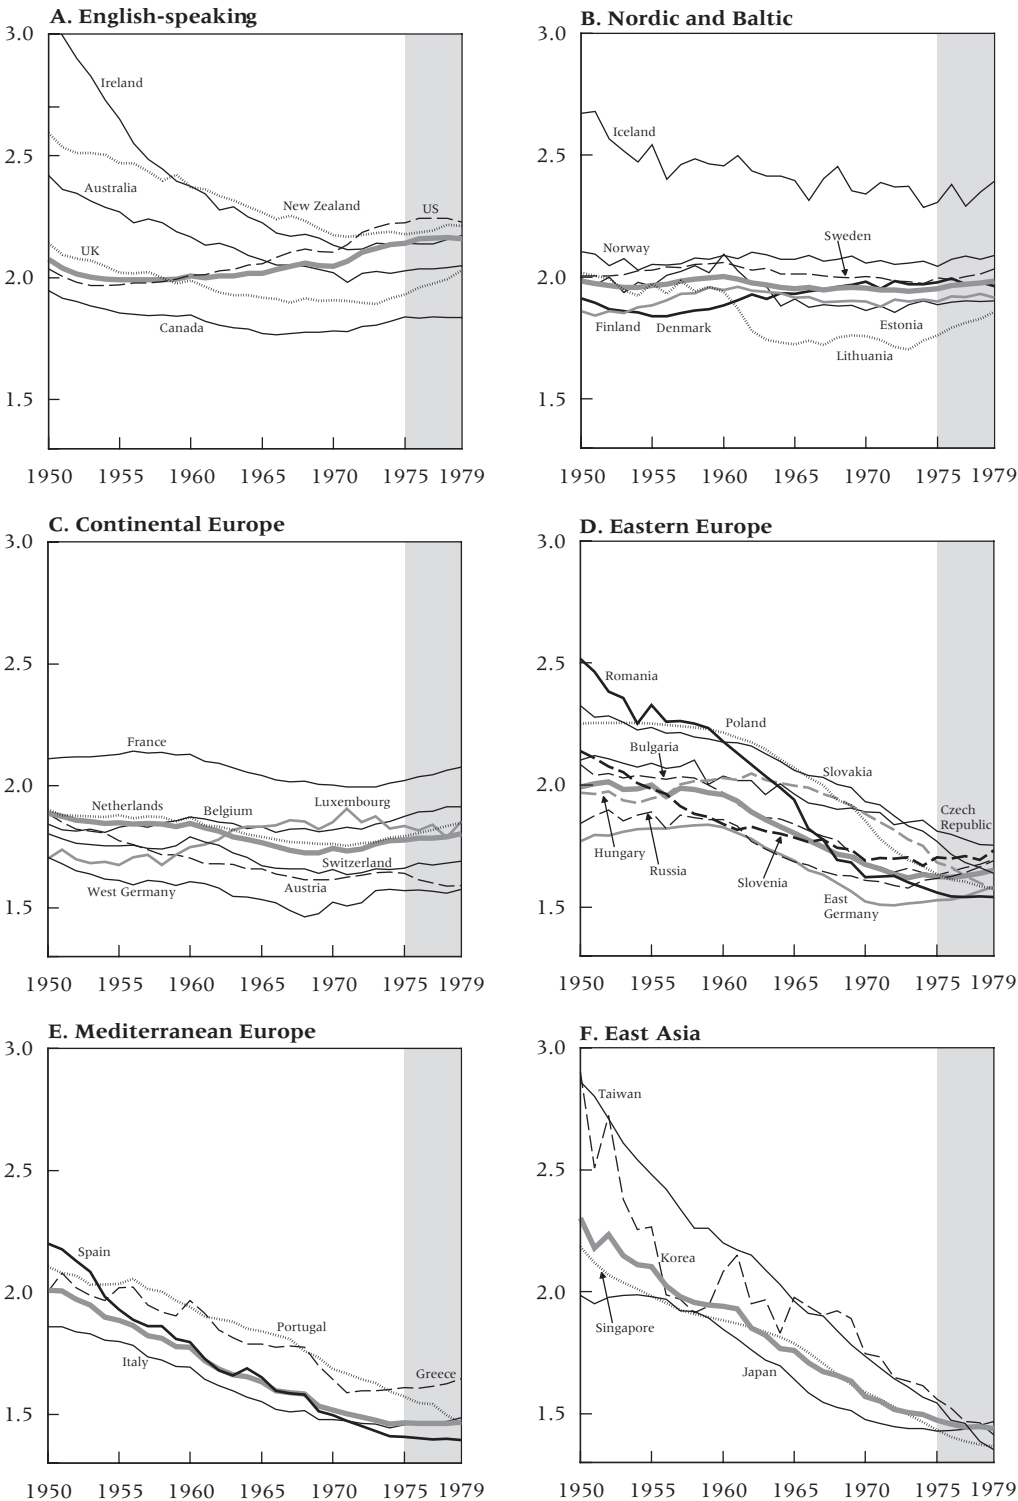 A. English-speaking
3.0
2.5
2.0
1.5
Ireland
Australia
New Zealand
US
UK
Canada
1950 1955 1960 1965 1970 1975 1979
B. Nordic and Baltic
3.0
2.5
2.0
1.5
Iceland
Norway
Sweden
Finland
Denmark
Estonia
Lithuania
1950 1955 1960 1965 1970 1975 1979
C. Continental Europe
3.0
2.5
2.0
1.5
France
Netherlands
Belgium
Luxembourg
Switzerland
West Germany
Austria
1950 1955 1960 1965 1970 1975 1979
D. Eastern Europe
3.0
2.5
2.0
1.5
Romania
Poland
Bulgaria
Slovakia
Czech
Republic
Hungary
Russia
Slovenia
East
Germany
1950 1955 1960 1965 1970 1975 1979
E. Mediterranean Europe
3.0
2.5
2.0
1.5
Spain
Portugal
Italy
Greece
1950 1955 1960 1965 1970 1975 1979
F. East Asia
3.0
2.5
2.0
1.5
Taiwan
Korea
Singapore
Japan
1950 1955 1960 1965 1970 1975 1979